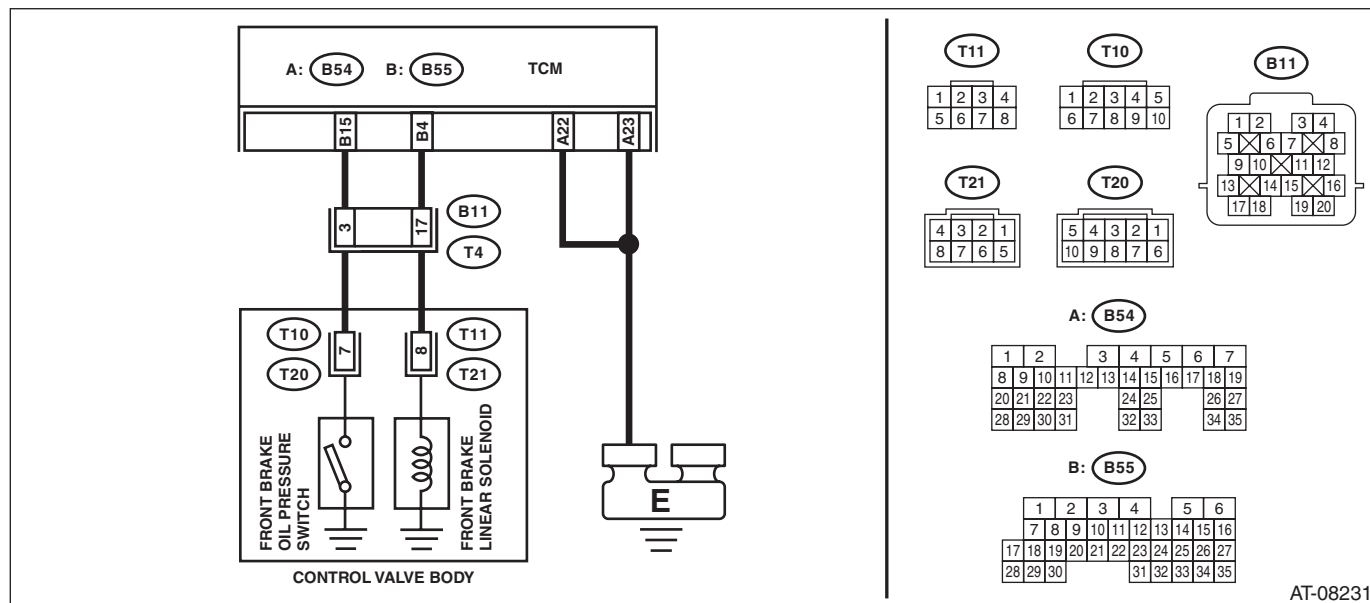 A: B54 B: B55 TCM
B15 B4 A22 A23
3 17
B11
T4
T10
T20
7
8
T11
T21
FRONT BRAKE
OIL PRESSURE
SWITCH
FRONT BRAKE
LINEAR SOLENOID
CONTROL VALVE BODY
E
T11
1 2 3 4
5 6 7 8
T10
1 2 3 4 5
6 7 8 9 10
B11
1 2 3 4
5 6 7 8
9 10 11 12
13 14 15 16
17 18 19 20
T21
4 3 2 1
8 7 6 5
T20
5 4 3 2 1
10 9 8 7 6
A: B54
1 2 3 4 5 6 7
8 9 10 11 12 13 14 15 16 17 18 19
20 21 22 23 24 25 26 27
28 29 30 31 32 33 34 35
B: B55
1 2 3 4 5 6
7 8 9 10 11 12 13 14 15 16
17 18 19 20 21 22 23 24 25 26 27
28 29 30 31 32 33 34 35
AT-08231